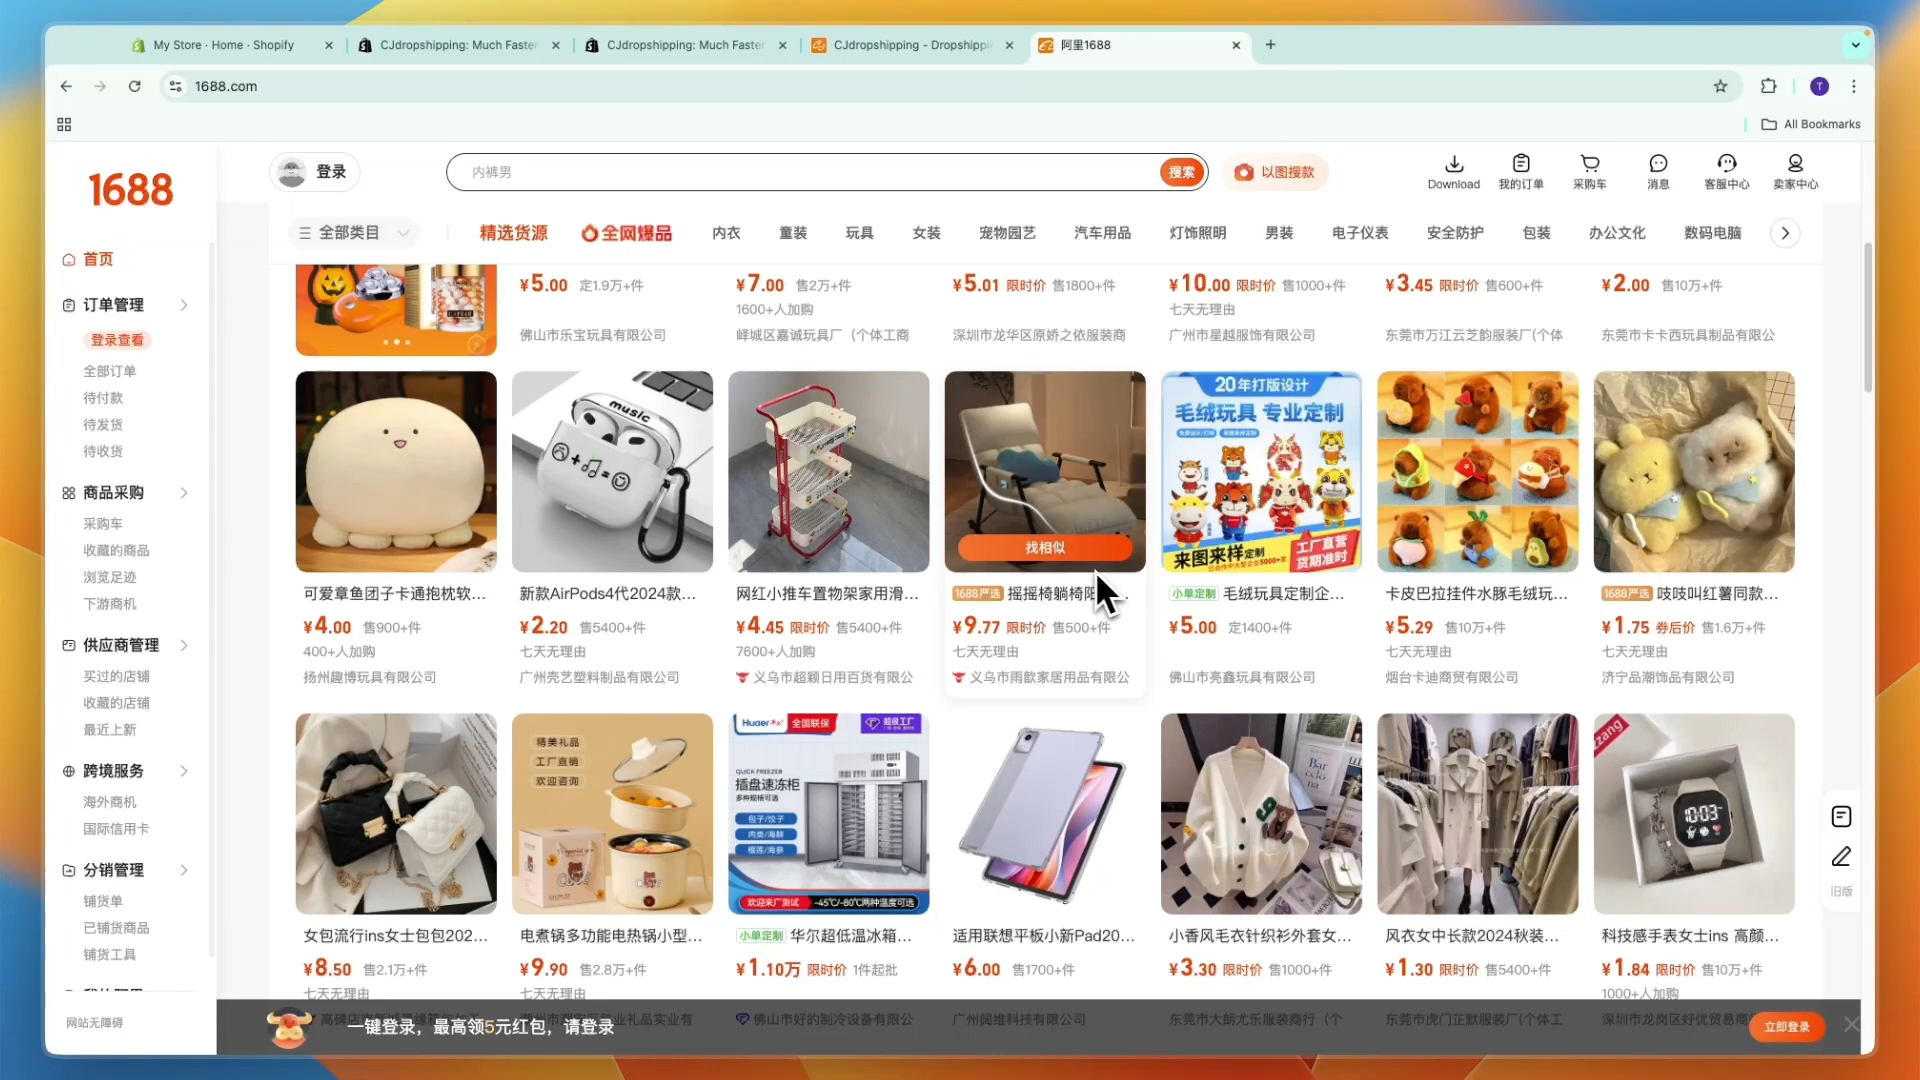 My Store · Home · Shopify
CJdropshipping: Much Faster
CJdropshipping: Much Faster
CJdropshipping - Dropshippi
阿里1688
1688.com
T
All Bookmarks
1688
登录
内裤男
搜索
以图搜款
Download
我的订单
采购车
消息
客服中心
卖家中心
全部类目
精选货源
全网爆品
内衣
童装
玩具
女装
宠物园艺
汽车用品
灯饰照明
男装
电子仪表
安全防护
包装
办公文化
数码电脑
首页
订单管理
登录查看
全部订单
待付款
待发货
待收货
商品采购
采购车
收藏的商品
浏览足迹
下游商机
供应商管理
买过的店铺
收藏的店铺
最近上新
跨境服务
海外商机
国际信用卡
分销管理
铺货单
已铺货商品
铺货工具
网站无障碍
¥5.00 定1.9万+件
佛山市乐宝玩具有限公司
¥7.00 售2万+件
1600+人加购
峄城区嘉诚玩具厂（个体工商
¥5.01 限时价 售1800+件
深圳市龙华区原娇之依服装商
¥10.00 限时价 售1000+件
七天无理由
广州市星越服饰有限公司
¥3.45 限时价 售600+件
东莞市万江云芝韵服装厂(个体
¥2.00 售10万+件
东莞市卡卡西玩具制品有限公
music
找相似
20年打版设计
毛绒玩具 专业定制
来图来样定制
工厂直营
货期准时
可爱章鱼团子卡通抱枕软...
¥4.00 售900+件
400+人加购
扬州趣博玩具有限公司
新款AirPods4代2024款...
¥2.20 售5400+件
七天无理由
广州壳艺塑料制品有限公司
网红小推车置物架家用滑...
¥4.45 限时价 售5400+件
7600+人加购
义乌市超颖日用百货有限公
1688严选 摇摇椅躺椅阳
¥9.77 限时价 售500+件
七天无理由
义乌市雨歆家居用品有限公
小单定制 毛绒玩具定制企...
¥5.00 定1400+件
佛山市亮鑫玩具有限公司
卡皮巴拉挂件水豚毛绒玩...
¥5.29 售10万+件
七天无理由
烟台卡迪商贸有限公司
1688严选 吱吱叫红薯同款...
¥1.75 券后价 售1.6万+件
七天无理由
济宁品潮饰品有限公司
精美礼品
工厂直销
欢迎咨询
Huaer
全国联保
超级工厂
QUICK FREEZER
插盘速冻柜
多种规格可选
包子/饺子
肉类/海鲜
榴莲/海参
欢迎来厂测试 -45℃/-80℃两种温度可选
Bar
celo
na
zzang
10:03
女包流行ins女士包包202...
¥8.50 售2.1万+件
七天无理由
电煮锅多功能电热锅小型...
¥9.90 售2.8万+件
七天无理由
小单定制 华尔超低温冰箱...
¥1.10万 限时价 1件起批
佛山市好的制冷设备有限公
适用联想平板小新Pad20...
¥6.00 售1700+件
广州阔维科技有限公司
小香风毛衣针织衫外套女...
¥3.30 限时价 售1000+件
东莞市大朗尤乐服装商行（个
风衣女中长款2024秋装...
¥1.30 限时价 售5400+件
东莞市虎门芷默服装厂(个体工
科技感手表女士ins 高颜...
¥1.84 限时价 售10万+件
1000+人加购
深圳市龙岗区好优贸易商
旧版
一键登录，最高领5元红包，请登录
立即登录